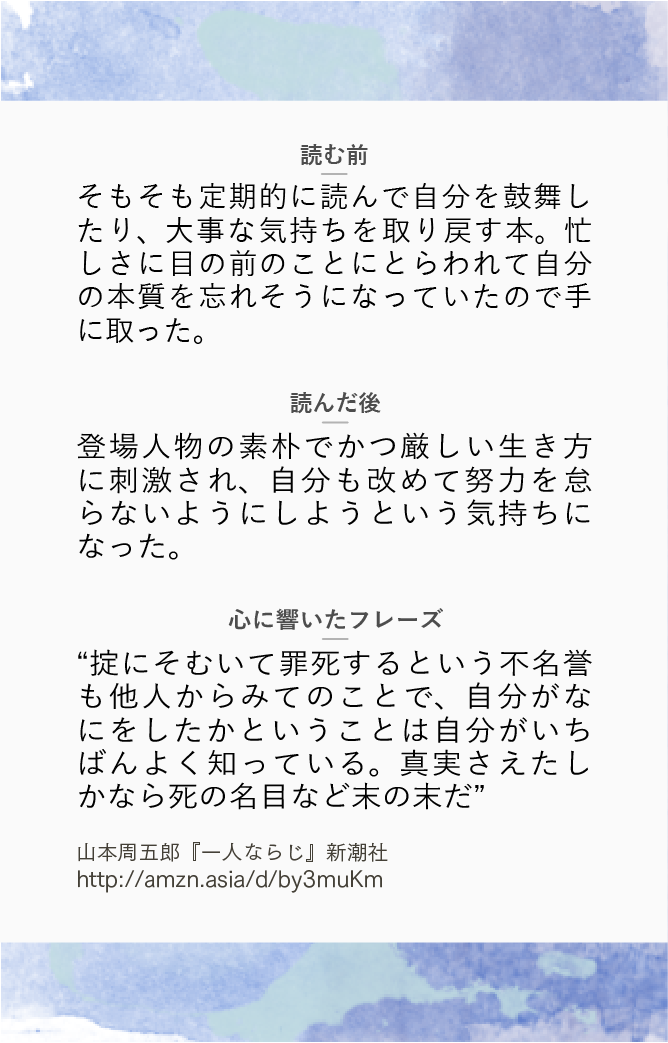 読む前
そもそも定期的に読んで自分を鼓舞し
たり、大事な気持ちを取り戻す本。忙
しさに目の前のことにとらわれて自分
の本質を忘れそうになっていたので手
に取った。
読んだ後
登場人物の素朴でかつ厳しい生き方
に刺激され、自分も改めて努力を怠
らないようにしようという気持ちに
なった。
心に響いたフレーズ
“掟にそむいて罪死するという不名誉
も他人からみてのことで、自分がな
にをしたかということは自分がいち
ばんよく知っている。真実さえたし
かなら死の名目など末の末だ”
山本周五郎『一人ならじ』新潮社
http://amzn.asia/d/by3muKm